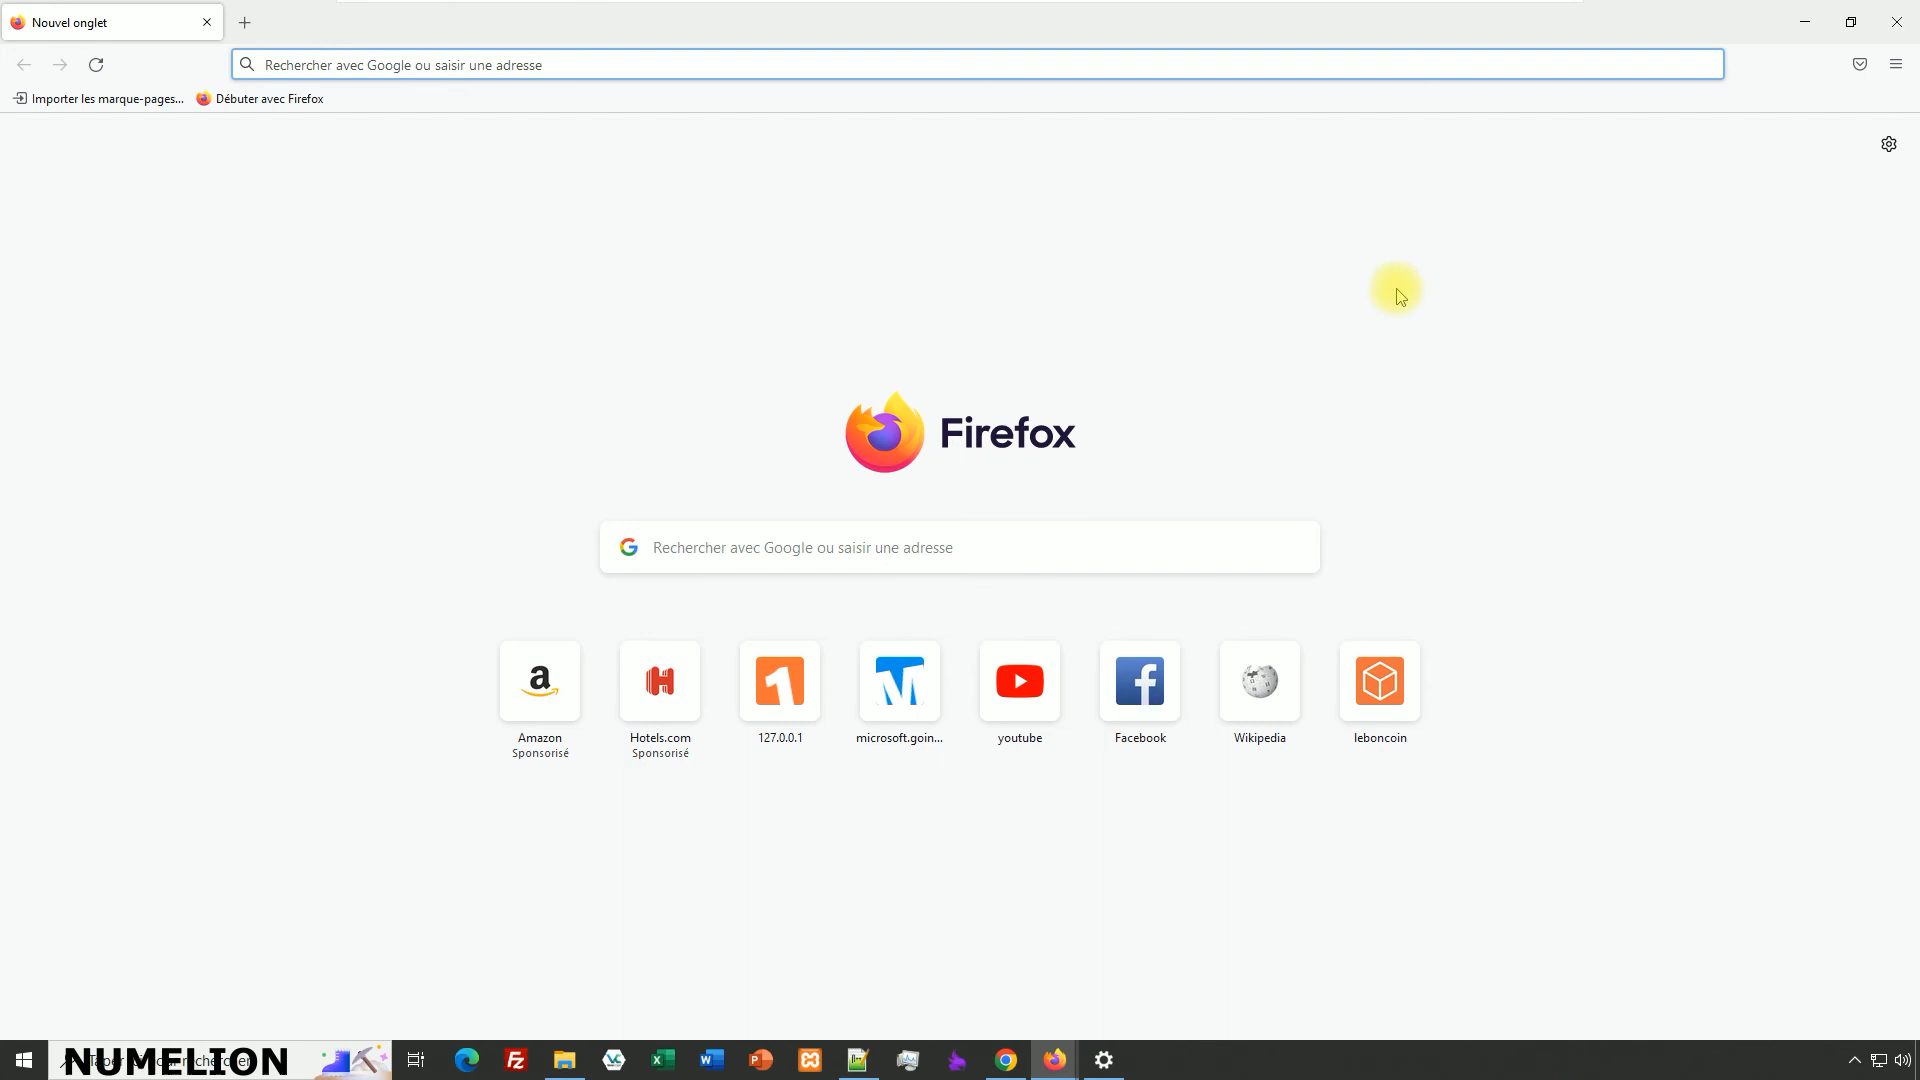 Nouvel onglet
Rechercher avec Google ou saisir une adresse
Importer les marque-pages... Débuter avec Firefox
Firefox
Rechercher avec Google ou saisir une adresse
Amazon Hotels.com 127.0.0.1 microsoft.goin... youtube Facebook Wikipedia leboncoin
Sponsorisé Sponsorisé
NUMELION